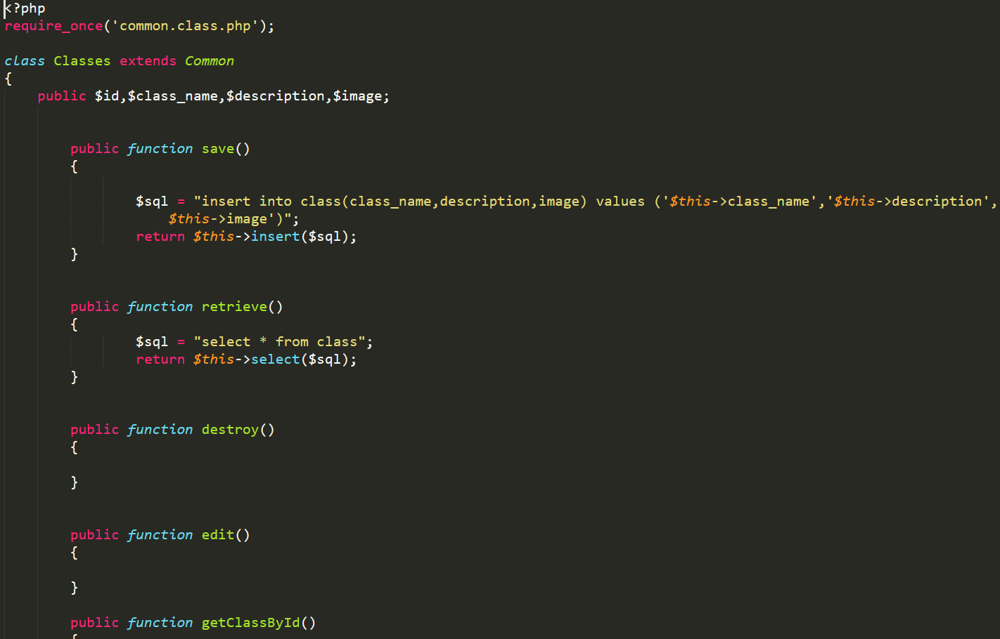 <?php
require_once('common.class.php');
class Classes extends Common
{
public $id,$class_name,$description,$image;
public function save()
{
$sql = "insert into class(class_name,description,image) values ('$this->class_name','$this->description',
$this->image')";
return $this->insert($sql);
}
public function retrieve()
{
$sql = "select * from class";
return $this->select($sql);
}
public function destroy()
{
}
public function edit()
{
}
public function getClassById()
{